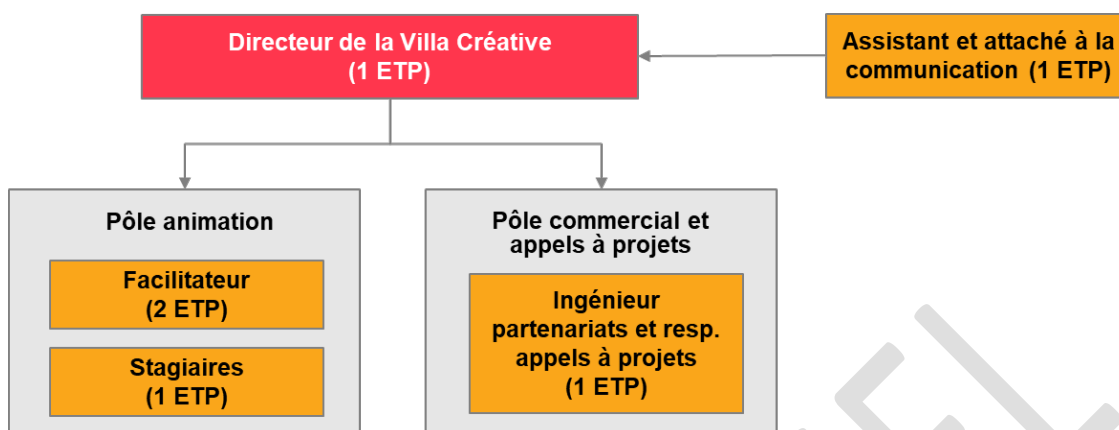 Directeur de la Villa Créative
(1 ETP)
Assistant et attaché à la
communication (1 ETP)
Pôle animation
Facilitateur
(2 ETP)
Stagiaires
(1 ETP)
Pôle commercial et
appels à projets
Ingénieur
partenariats et resp.
appels à projets
(1 ETP)